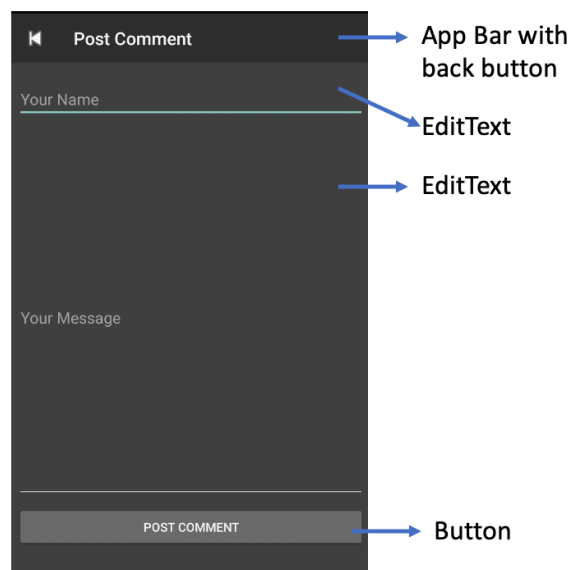 Post Comment
App Bar with
back button
Your Name
EditText
EditText
Your Message
POST COMMENT
Button